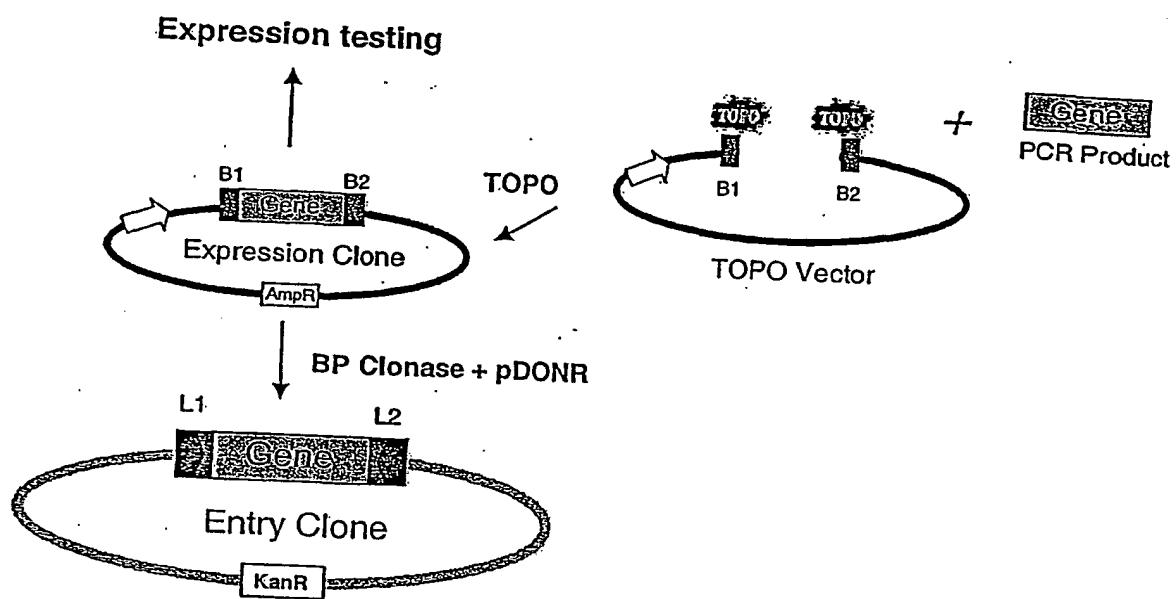 Expression testing
TOPO TOPO + Gene
PCR Product
B1 B2
TOPO Vector
TOPO
B1 B2
Gene
Expression Clone
AmpR
BP Clonase + pDONR
L1 L2
Gene
Entry Clone
KanR